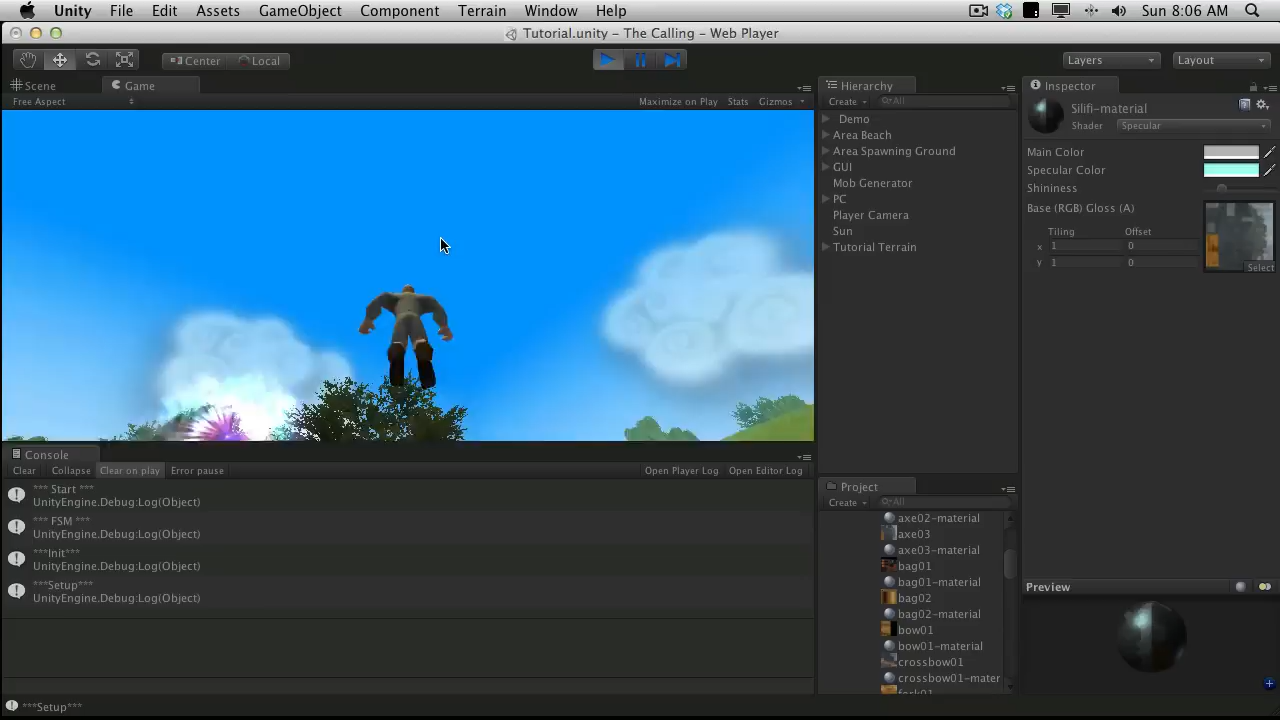 Unity File Edit Assets GameObject Component Terrain Window Help Sun 8:06 AM
Tutorial.unity - The Calling - Web Player
Center Local Layers Layout
Scene Game
Free Aspect Maximize on Play Stats Gizmos
Hierarchy
Create All
Demo
Area Beach
Area Spawning Ground
GUI
Mob Generator
PC
Player Camera
Sun
Tutorial Terrain
Inspector
Silifi-material
Shader Specular
Main Color
Specular Color
Shininess
Base (RGB) Gloss (A)
Tiling Offset
x 1 0
y 1 0
Select
Console
Clear Collapse Clear on play Error pause Open Player Log Open Editor Log
*** Start ***
UnityEngine.Debug:Log(Object)
*** FSM ***
UnityEngine.Debug:Log(Object)
***Init***
UnityEngine.Debug:Log(Object)
***Setup***
UnityEngine.Debug:Log(Object)
Project
Create All
axe02-material
axe03
axe03-material
bag01
bag01-material
bag02
bag02-material
bow01
bow01-material
crossbow01
crossbow01-mater
Preview
***Setup***